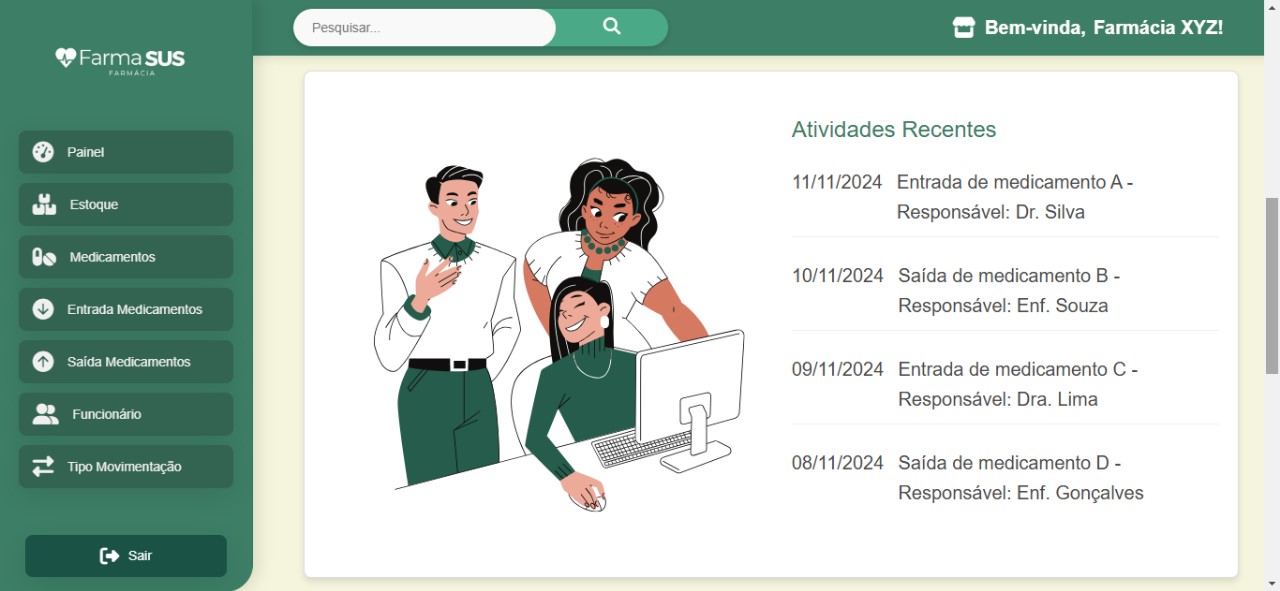 Farma SUS
FARMÁCIA
Painel
Estoque
Medicamentos
Entrada Medicamentos
Saída Medicamentos
Funcionário
Tipo Movimentação
Sair
Pesquisar...
Bem-vinda, Farmácia XYZ!
Atividades Recentes
11/11/2024 Entrada de medicamento A -
Responsável: Dr. Silva
10/11/2024 Saída de medicamento B -
Responsável: Enf. Souza
09/11/2024 Entrada de medicamento C -
Responsável: Dra. Lima
08/11/2024 Saída de medicamento D -
Responsável: Enf. Gonçalves